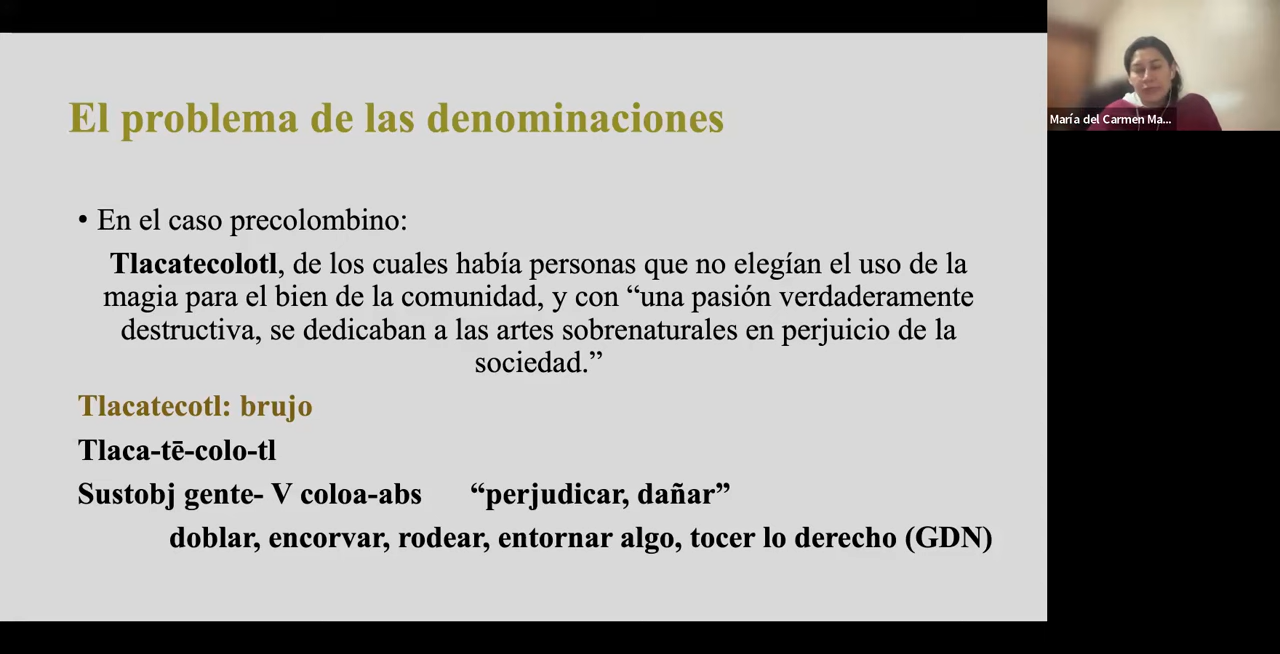 El problema de las denominaciones
• En el caso precolombino:
Tlacatecolotl, de los cuales había personas que no elegían el uso de la
magia para el bien de la comunidad, y con “una pasión verdaderamente
destructiva, se dedicaban a las artes sobrenaturales en perjuicio de la
sociedad.”
Tlacatecotl: brujo
Tlaca-tē-colo-tl
Sustobj gente- V coloa-abs “perjudicar, dañar”
doblar, encorvar, rodear, entornar algo, tocer lo derecho (GDN)
María del Carmen Ma...